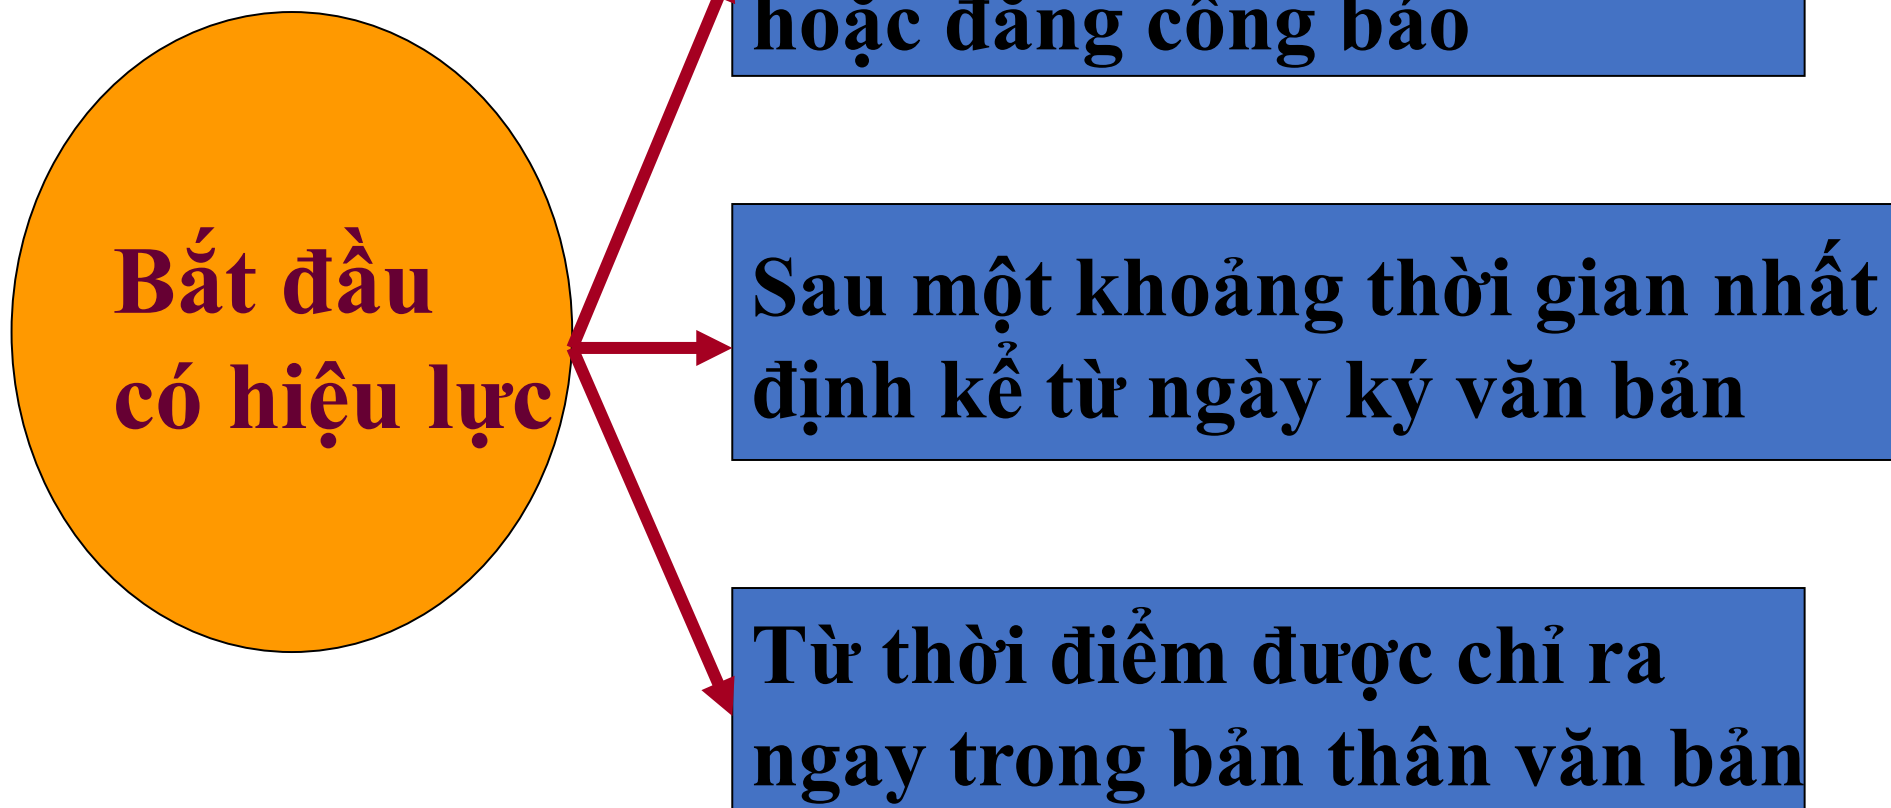 hoặc đăng công báo
Bắt đầu
có hiệu lực
Sau một khoảng thời gian nhất
định kể từ ngày ký văn bản
Từ thời điểm được chỉ ra
ngay trong bản thân văn bản